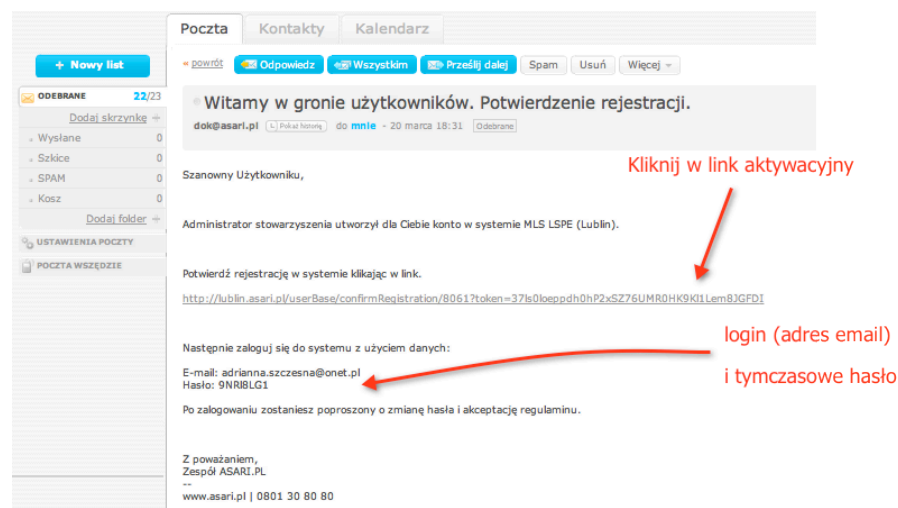 Poczta Kontakty Kalendarz
+ Nowy list
« powrót Odpowiedz Wszystkim Prześlij dalej Spam Usuń Więcej
ODEBRANE 22/23
Dodaj skrzynkę +
Wysłane 0
Szkice 0
SPAM 0
Kosz 0
Dodaj folder +
USTAWIENIA POCZTY
POCZTA WSZĘDZIE
Witamy w gronie użytkowników. Potwierdzenie rejestracji.
dok@asari.pl Pokaż historię do mnie - 20 marca 18:31 Odebrane
Kliknij w link aktywacyjny
Szanowny Użytkowniku,
Administrator stowarzyszenia utworzył dla Ciebie konto w systemie MLS LSPE (Lublin).
Potwierdź rejestrację w systemie klikając w link.
http://lublin.asari.pl/userBase/confirmRegistration/8061?token=37ls0loeppdh0hP2xSZ76UMR0HK9Kl1Lem8JGFDI
login (adres email)
i tymczasowe hasło
Następnie zaloguj się do systemu z użyciem danych:
E-mail: adrianna.szczesna@onet.pl
Hasło: 9NRI8LG1
Po zalogowaniu zostaniesz poproszony o zmianę hasła i akceptację regulaminu.
Z poważaniem,
Zespół ASARI.PL
--
www.asari.pl | 0801 30 80 80